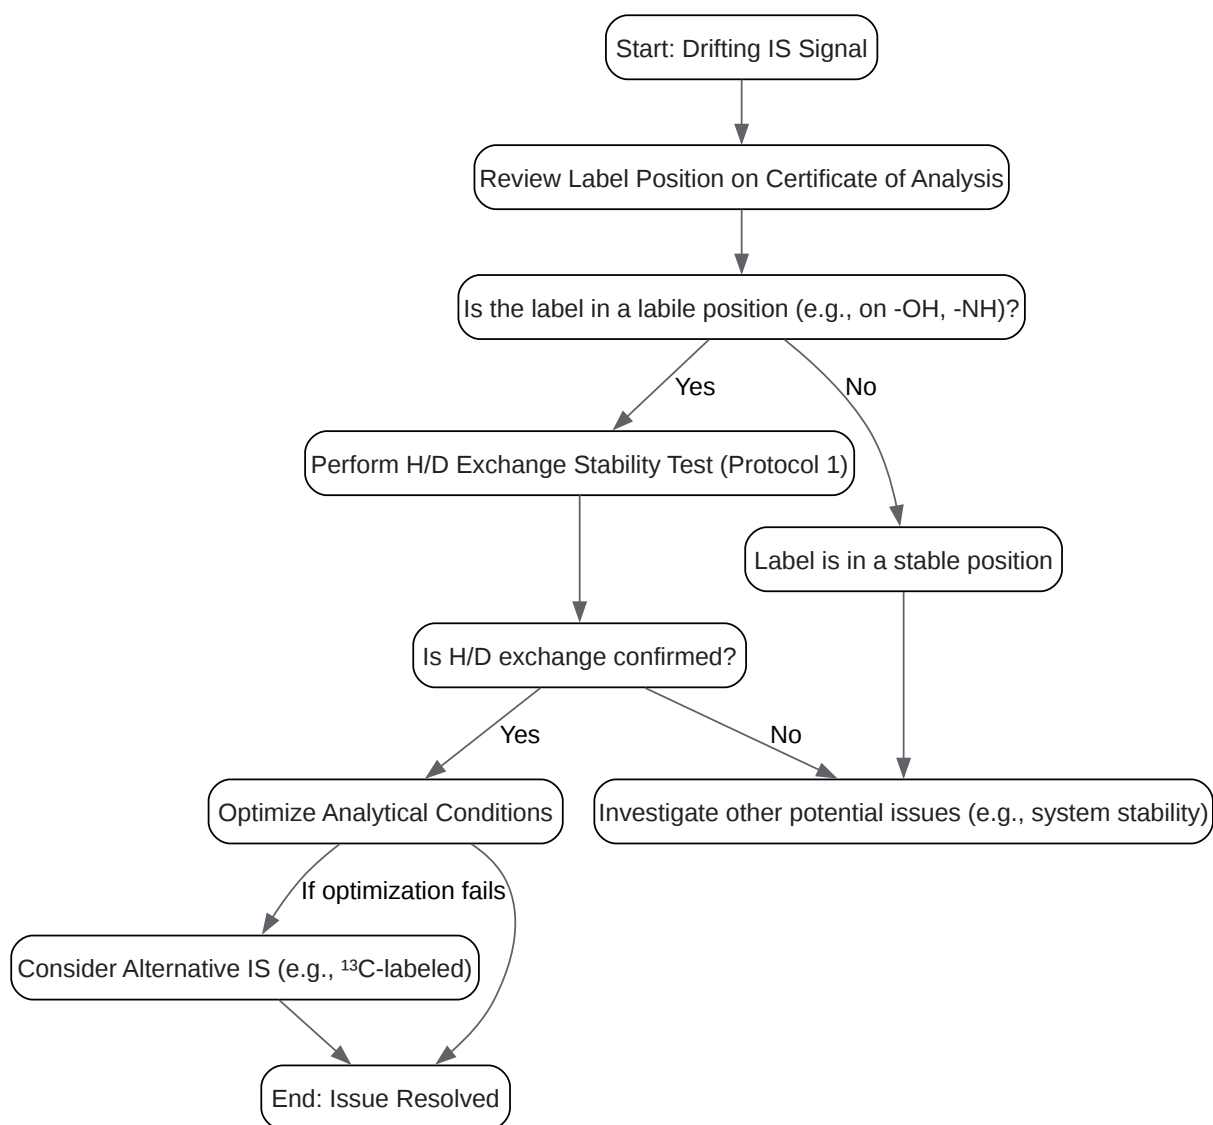 Start: Drifting IS Signal
Review Label Position on Certificate of Analysis
Is the label in a labile position (e.g., on -OH, -NH)?
Yes
No
Perform H/D Exchange Stability Test (Protocol 1)
Label is in a stable position
Is H/D exchange confirmed?
Yes
No
Optimize Analytical Conditions
Investigate other potential issues (e.g., system stability)
If optimization fails
Consider Alternative IS (e.g., ¹³C-labeled)
End: Issue Resolved